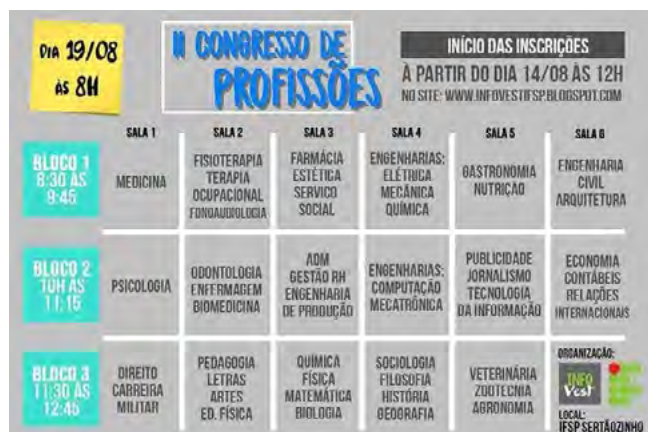 DIA 19/08
ÀS 8H
II CONGRESSO DE
PROFISSÕES
INÍCIO DAS INSCRIÇÕES
À PARTIR DO DIA 14/08 ÀS 12H
NO SITE: WWW.INFOVESTIFSP.BLOGSPOT.COM
SALA 1 SALA 2 SALA 3 SALA 4 SALA 5 SALA 6
BLOCO 1
8:30 ÀS
9:45
MEDICINA
FISIOTERAPIA
TERAPIA
OCUPACIONAL
FONOAUDIOLOGIA
FARMÁCIA
ESTÉTICA
SERVICO
SOCIAL
ENGENHARIAS:
ELÉTRICA
MECÂNICA
QUÍMICA
GASTRONOMIA
NUTRIÇÃO
ENGENHARIA
CIVIL
ARQUITETURA
BLOCO 2
10H ÀS
11:15
PSICOLOGIA
ODONTOLOGIA
ENFERMAGEM
BIOMEDICINA
ADM
GESTÃO RH
ENGENHARIA
DE PRODUÇÃO
ENGENHARIAS:
COMPUTAÇÃO
MECATRÔNICA
PUBLICIDADE
JORNALISMO
TECNOLOGIA
DA INFORMAÇÃO
ECONOMIA
CONTÁBEIS
RELAÇÕES
INTERNACIONAIS
BLOCO 3
11:30 ÀS
12:45
DIREITO
CARREIRA
MILITAR
PEDAGOGIA
LETRAS
ARTES
ED. FÍSICA
QUÍMICA
FÍSICA
MATEMÁTICA
BIOLOGIA
SOCIOLOGIA
FILOSOFIA
HISTÓRIA
GEOGRAFIA
VETERINÁRIA
ZOOTECNIA
AGRONOMIA
ORGANIZAÇÃO:
INFO
Vest
LOCAL:
IFSP SERTÃOZINHO